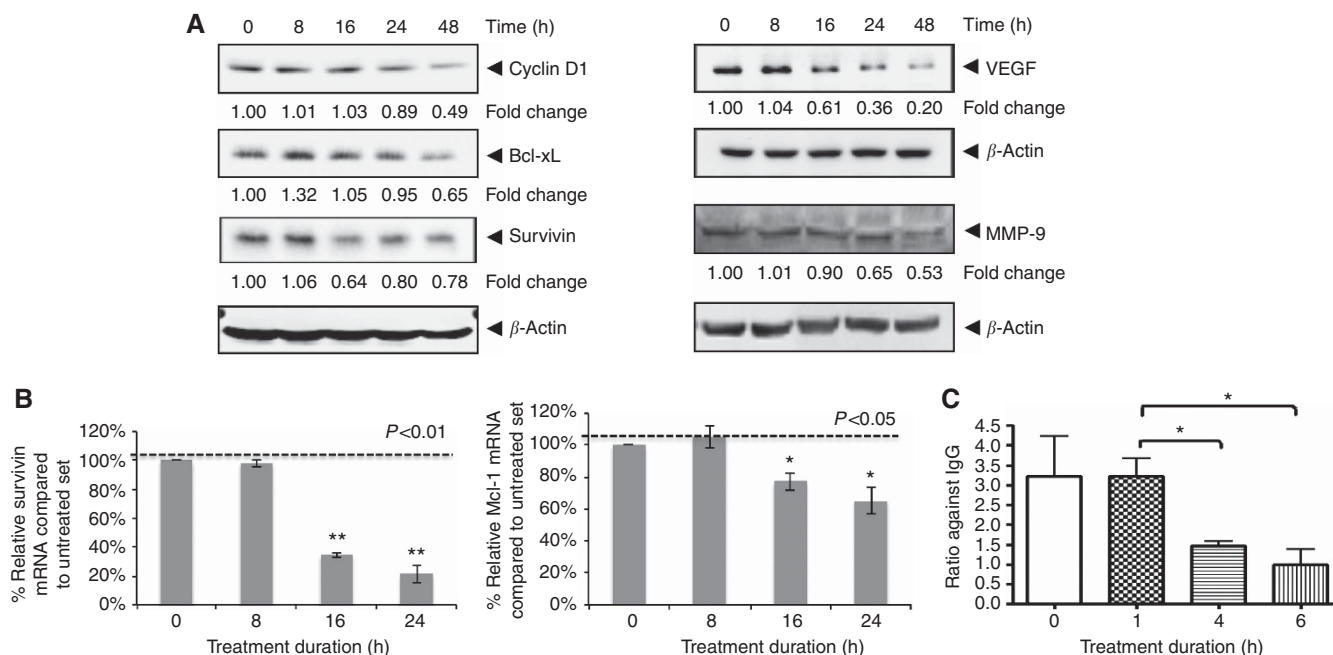 A
0 8 16 24 48 Time (h)
◄ Cyclin D1
1.00 1.01 1.03 0.89 0.49 Fold change
◄ Bcl-xL
1.00 1.32 1.05 0.95 0.65 Fold change
◄ Survivin
1.00 1.06 0.64 0.80 0.78 Fold change
◄ β-Actin
0 8 16 24 48 Time (h)
◄ VEGF
1.00 1.04 0.61 0.36 0.20 Fold change
◄ β-Actin
◄ MMP-9
1.00 1.01 0.90 0.65 0.53 Fold change
◄ β-Actin
B
% Relative survivin
mRNA compared
to untreated set
120%
100%
80%
60%
40%
20%
0%
P<0.01
** **
0 8 16 24
Treatment duration (h)
% Relative Mcl-1 mRNA
compared to untreated set
120%
100%
80%
60%
40%
20%
0%
P<0.05
* *
0 8 16 24
Treatment duration (h)
C
Ratio against IgG
4.5
4.0
3.5
3.0
2.5
2.0
1.5
1.0
0.5
0.0
*
*
0 1 4 6
Treatment duration (h)